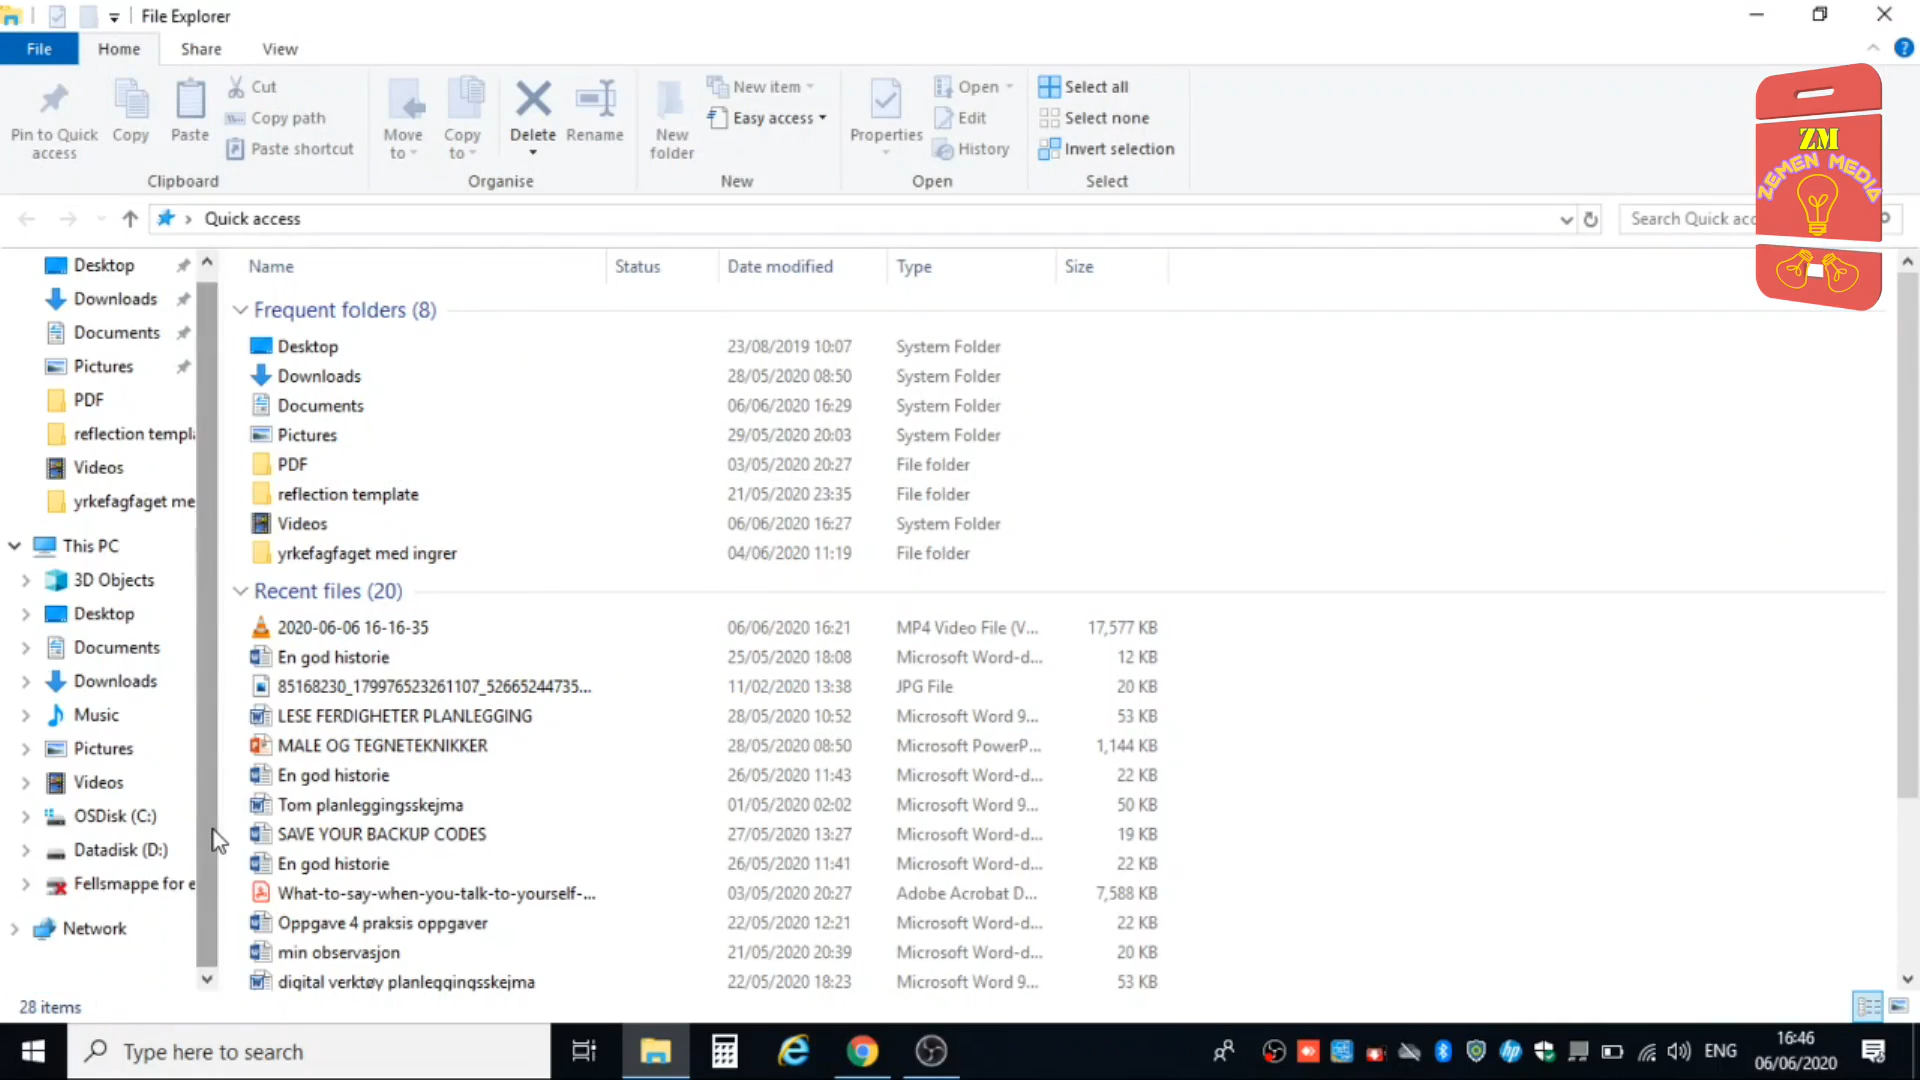 File Explorer
File Home Share View
Pin to Quick access
Copy
Paste
Cut
Copy path
Paste shortcut
Clipboard
Move to
Copy to
Delete
Rename
Organise
New folder
New item
Easy access
New
Properties
Open
Edit
History
Open
Select all
Select none
Invert selection
Select
ZM
ZEMEN MEDIA
Quick access
Search Quick acc
Desktop
Downloads
Documents
Pictures
PDF
reflection templ
Videos
yrkefagfaget me
This PC
3D Objects
Desktop
Documents
Downloads
Music
Pictures
Videos
OSDisk (C:)
Datadisk (D:)
Fellsmappe for e
Network
Name Status Date modified Type Size
Frequent folders (8)
Desktop 23/08/2019 10:07 System Folder
Downloads 28/05/2020 08:50 System Folder
Documents 06/06/2020 16:29 System Folder
Pictures 29/05/2020 20:03 System Folder
PDF 03/05/2020 20:27 File folder
reflection template 21/05/2020 23:35 File folder
Videos 06/06/2020 16:27 System Folder
yrkefagfaget med ingrer 04/06/2020 11:19 File folder
Recent files (20)
2020-06-06 16-16-35 06/06/2020 16:21 MP4 Video File (V... 17,577 KB
En god historie 25/05/2020 18:08 Microsoft Word-d... 12 KB
85168230_179976523261107_52665244735... 11/02/2020 13:38 JPG File 20 KB
LESE FERDIGHETER PLANLEGGING 28/05/2020 10:52 Microsoft Word 9... 53 KB
MALE OG TEGNETEKNIKKER 28/05/2020 08:50 Microsoft PowerP... 1,144 KB
En god historie 26/05/2020 11:43 Microsoft Word-d... 22 KB
Tom planleggingsskejma 01/05/2020 02:02 Microsoft Word 9... 50 KB
SAVE YOUR BACKUP CODES 27/05/2020 13:27 Microsoft Word-d... 19 KB
En god historie 26/05/2020 11:41 Microsoft Word-d... 22 KB
What-to-say-when-you-talk-to-yourself-... 03/05/2020 20:27 Adobe Acrobat D... 7,588 KB
Oppgave 4 praksis oppgaver 22/05/2020 12:21 Microsoft Word-d... 22 KB
min observasjon 21/05/2020 20:39 Microsoft Word-d... 20 KB
digital verktøy planleggingsskejma 22/05/2020 18:23 Microsoft Word 9... 53 KB
28 items
Type here to search
ENG
16:46
06/06/2020